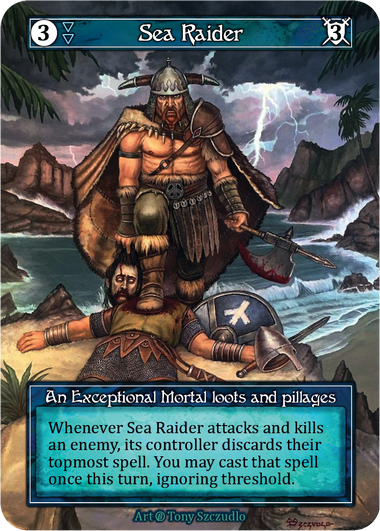 3 Sea Raider 3
An Exceptional Mortal loots and pillages
Whenever Sea Raider attacks and kills
an enemy, its controller discards their
topmost spell. You may cast that spell
once this turn, ignoring threshold.
Szczudlo
Art @ Tony Szczudlo